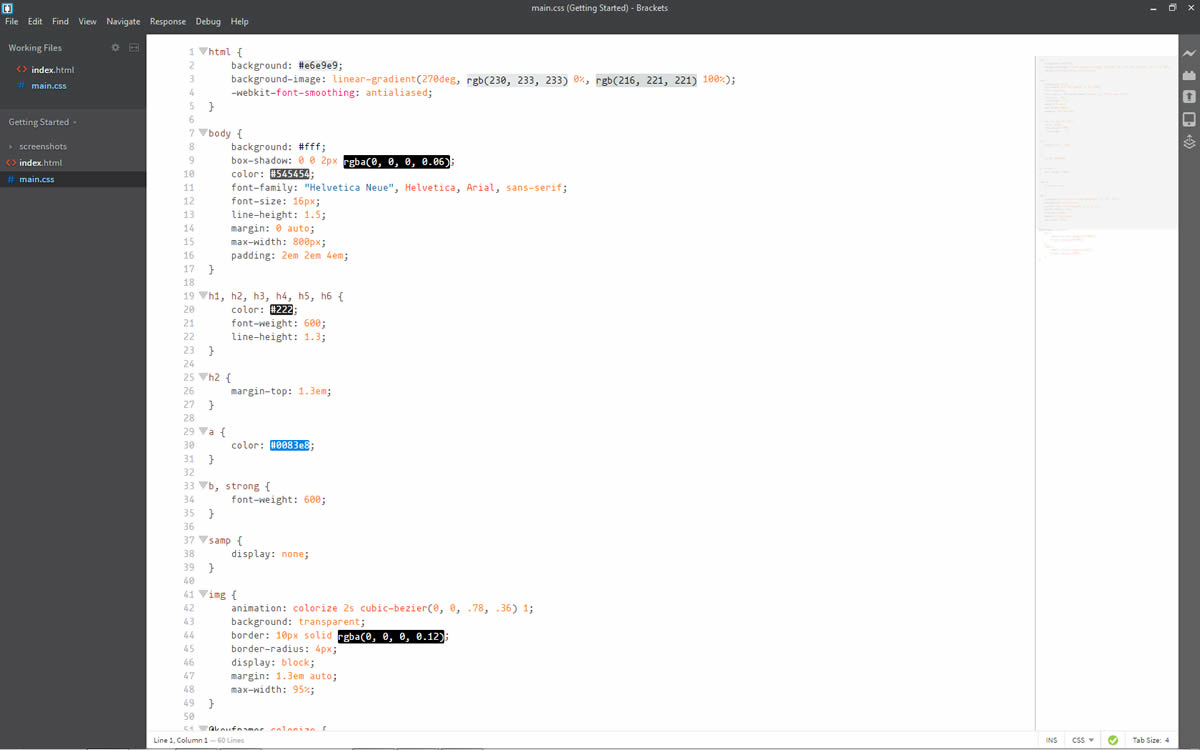 main.css (Getting Started) - Brackets
File Edit Find View Navigate Response Debug Help
Working Files
<> index.html
# main.css
Getting Started
screenshots
<> index.html
# main.css
1 html {
2 background: #e6e9e9;
3 background-image: linear-gradient(270deg, rgb(230, 233, 233) 0%, rgb(216, 221, 221) 100%);
4 -webkit-font-smoothing: antialiased;
5 }
6
7 body {
8 background: #fff;
9 box-shadow: 0 0 2px rgba(0, 0, 0, 0.06);
10 color: #545454;
11 font-family: "Helvetica Neue", Helvetica, Arial, sans-serif;
12 font-size: 16px;
13 line-height: 1.5;
14 margin: 0 auto;
15 max-width: 800px;
16 padding: 2em 2em 4em;
17 }
18
19 h1, h2, h3, h4, h5, h6 {
20 color: #222;
21 font-weight: 600;
22 line-height: 1.3;
23 }
24
25 h2 {
26 margin-top: 1.3em;
27 }
28
29 a {
30 color: #0083e8;
31 }
32
33 b, strong {
34 font-weight: 600;
35 }
36
37 samp {
38 display: none;
39 }
40
41 img {
42 animation: colorize 2s cubic-bezier(0, 0, .78, .36) 1;
43 background: transparent;
44 border: 10px solid rgba(0, 0, 0, 0.12);
45 border-radius: 4px;
46 display: block;
47 margin: 1.3em auto;
48 max-width: 95%;
49 }
50
51 @keyframes colorize {
Line 1, Column 1 — 60 Lines
INS CSS Tab Size: 4